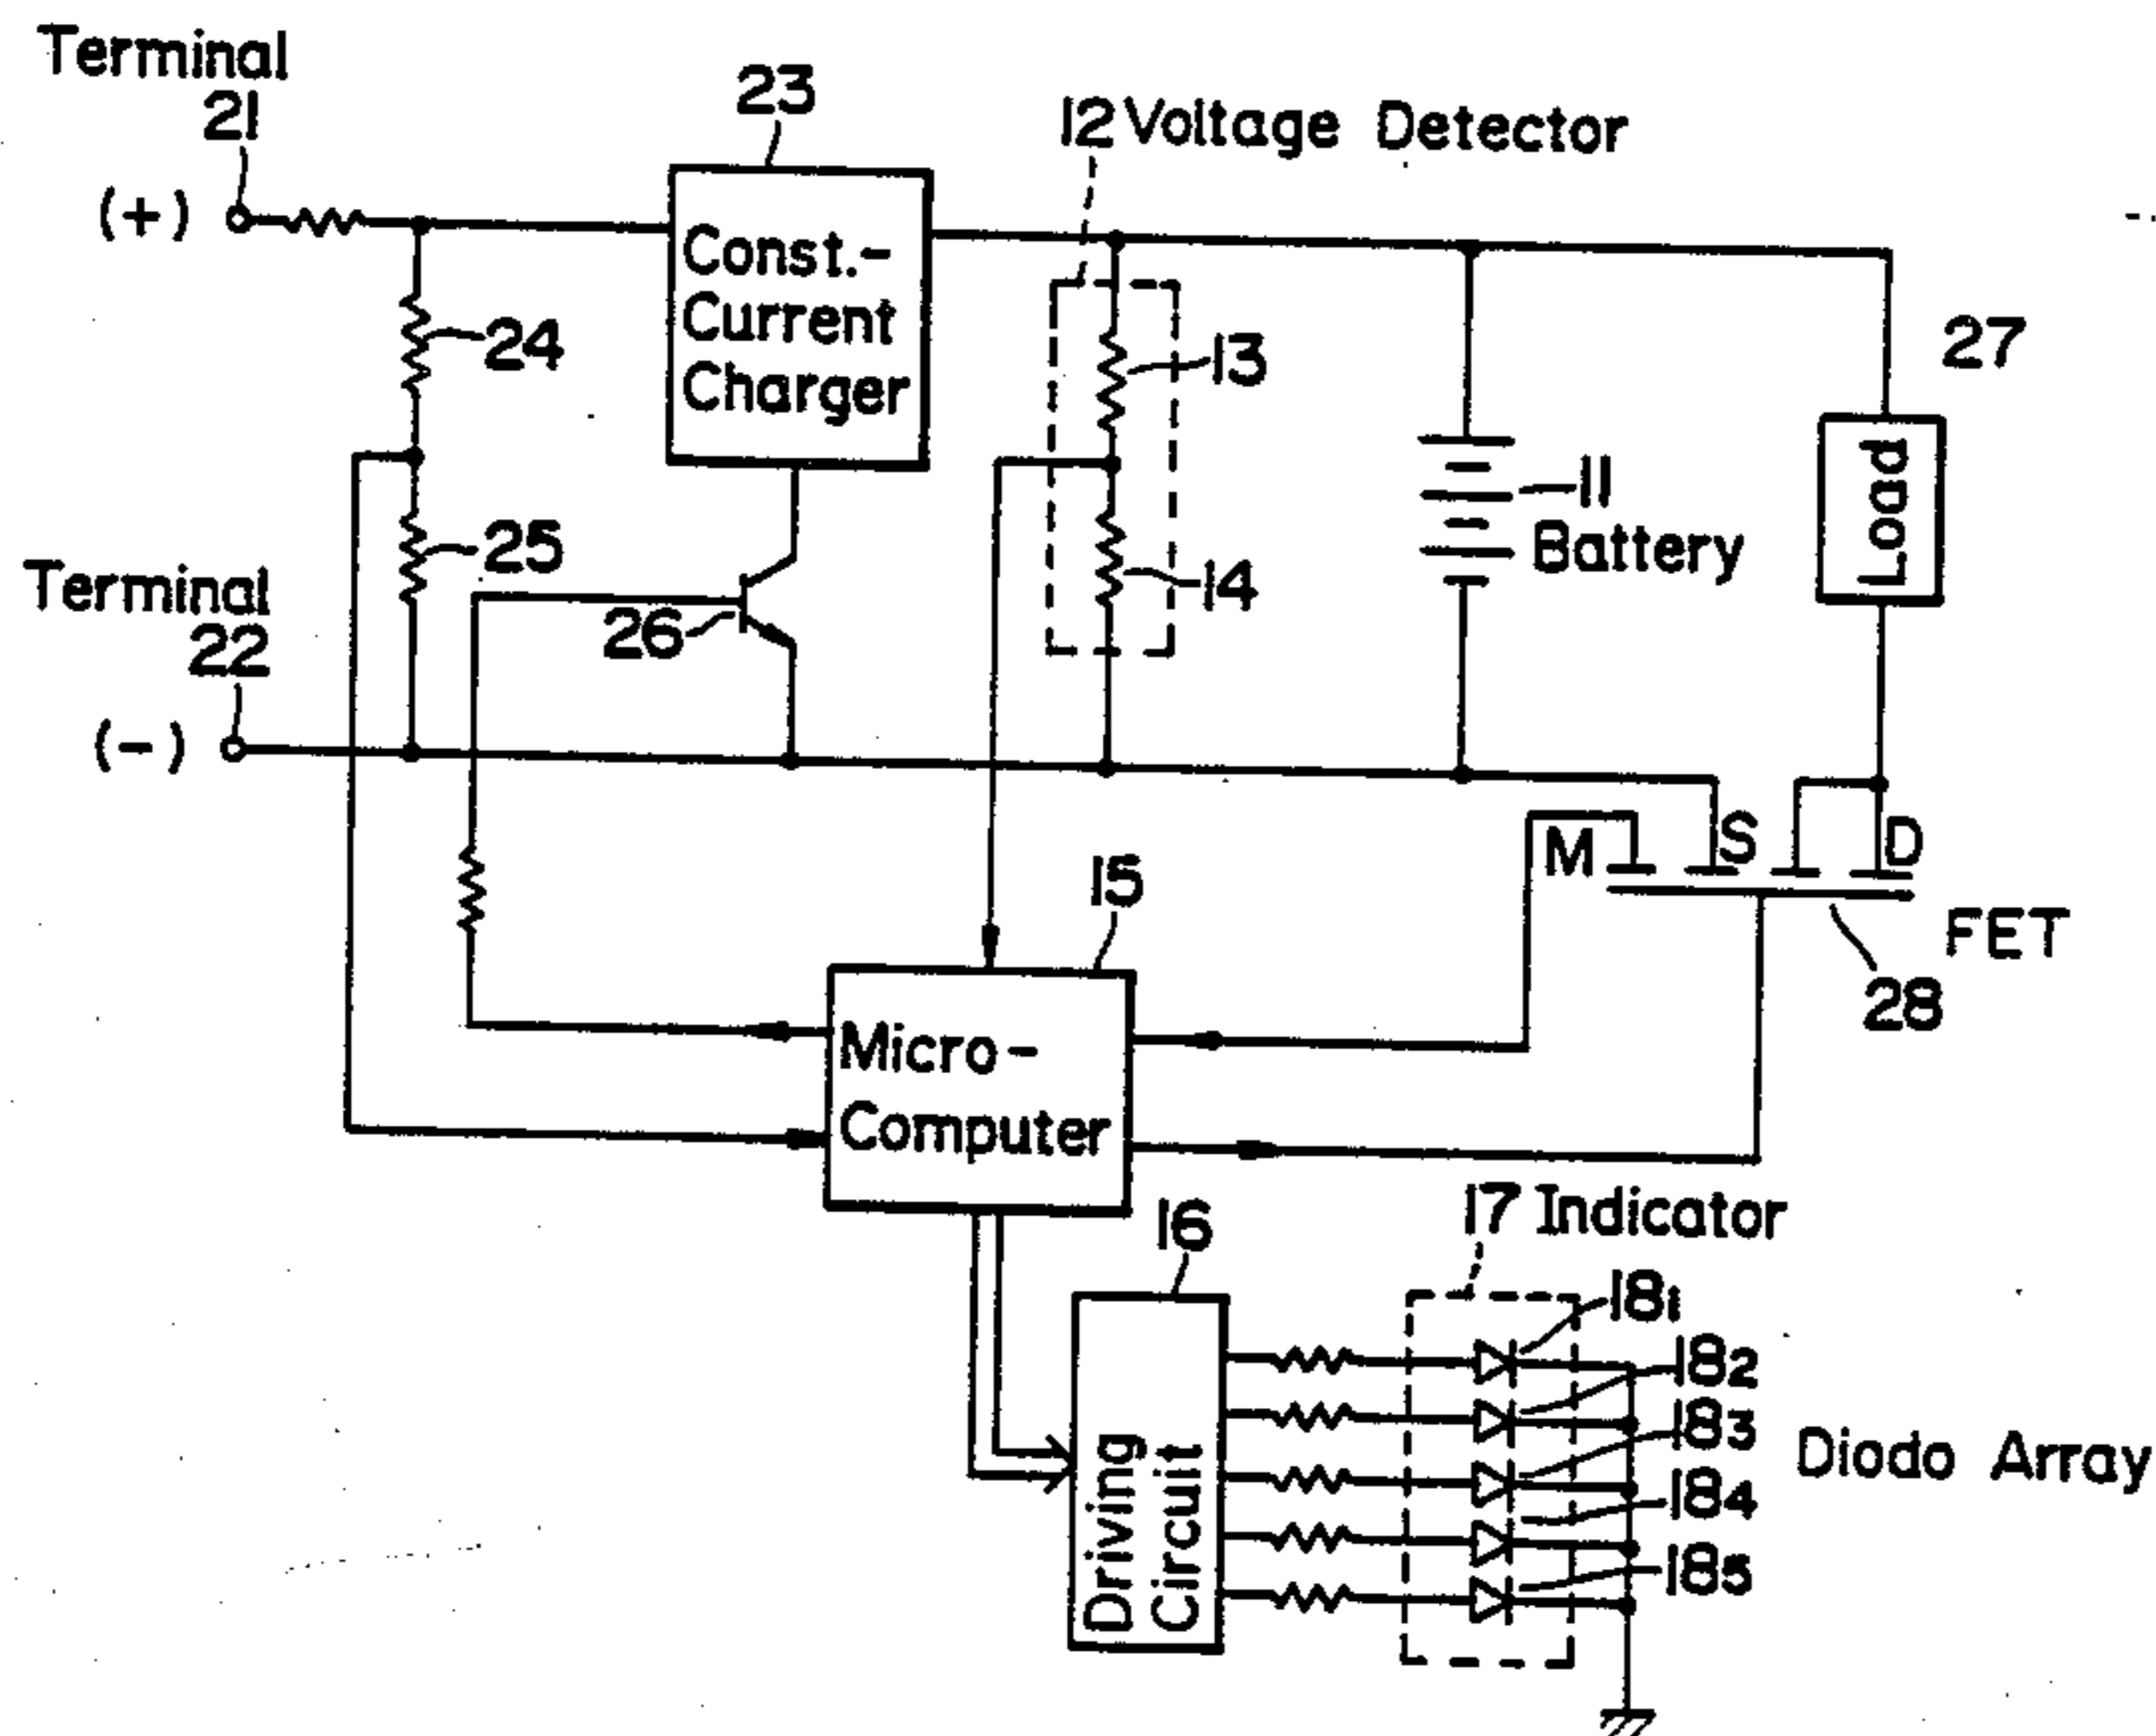 Terminal
21
(+)
23
Const.-
Current
Charger
12 Voltage Detector
13
14
24
25
26
11
Battery
27
Load
Terminal
22
(-)
M
S
D
FET
28
15
Micro-
Computer
16
Driving
Circuit
17 Indicator
181
182
183
184
185
Diodo Array